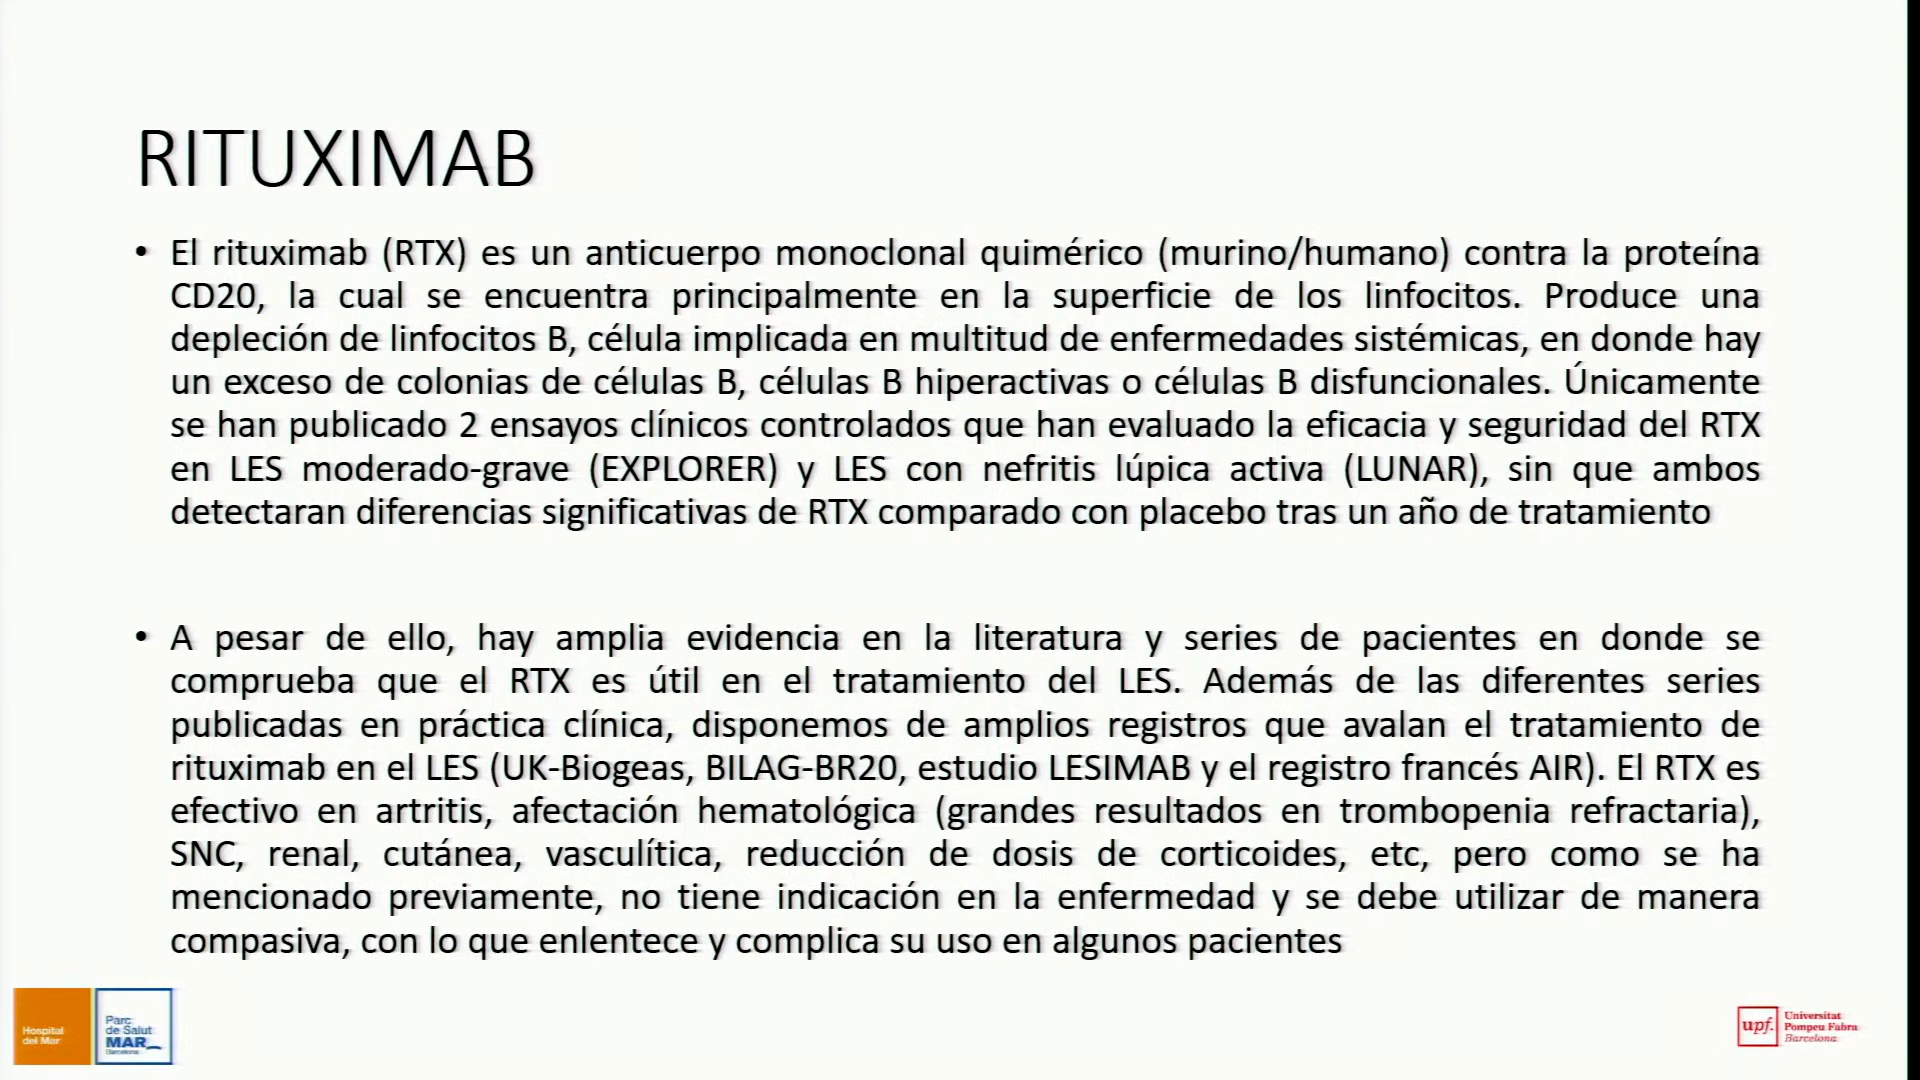 RITUXIMAB
• El rituximab (RTX) es un anticuerpo monoclonal quimérico (murino/humano) contra la proteína
CD20, la cual se encuentra principalmente en la superficie de los linfocitos. Produce una
depleción de linfocitos B, célula implicada en multitud de enfermedades sistémicas, en donde hay
un exceso de colonias de células B, células B hiperactivas o células B disfuncionales. Únicamente
se han publicado 2 ensayos clínicos controlados que han evaluado la eficacia y seguridad del RTX
en LES moderado-grave (EXPLORER) y LES con nefritis lúpica activa (LUNAR), sin que ambos
detectaran diferencias significativas de RTX comparado con placebo tras un año de tratamiento
• A pesar de ello, hay amplia evidencia en la literatura y series de pacientes en donde se
comprueba que el RTX es útil en el tratamiento del LES. Además de las diferentes series
publicadas en práctica clínica, disponemos de amplios registros que avalan el tratamiento de
rituximab en el LES (UK-Biogeas, BILAG-BR20, estudio LESIMAB y el registro francés AIR). El RTX es
efectivo en artritis, afectación hematológica (grandes resultados en trombopenia refractaria),
SNC, renal, cutánea, vasculítica, reducción de dosis de corticoides, etc, pero como se ha
mencionado previamente, no tiene indicación en la enfermedad y se debe utilizar de manera
compasiva, con lo que enlentece y complica su uso en algunos pacientes
Hospital
del Mar
Parc
de Salut
MAR
Barcelona
upf.
Universitat
Pompeu Fabra
Barcelona